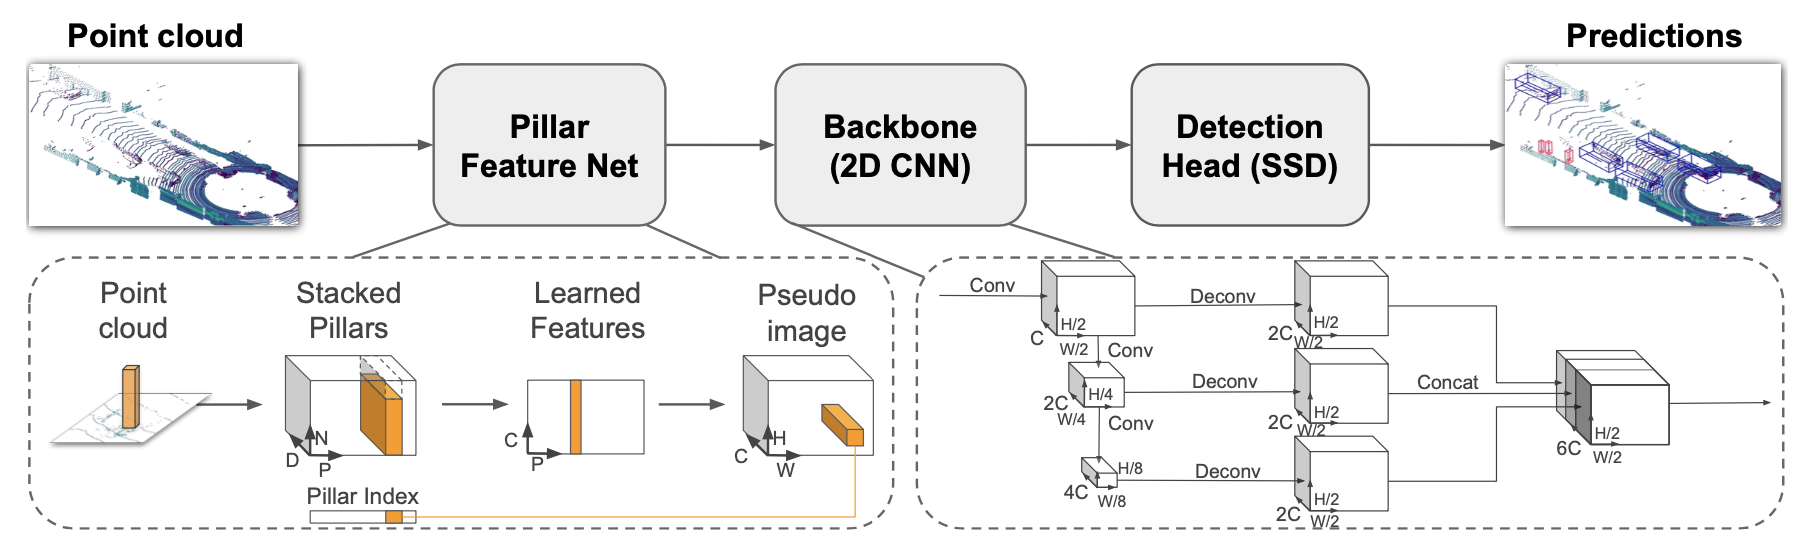 Point cloud
Predictions
Pillar
Feature Net
Backbone
(2D CNN)
Detection
Head (SSD)
Point
cloud
Stacked
Pillars
Learned
Features
Pseudo
image
N
D
P
C
P
H
C
W
Pillar Index
Conv
H/2
C
W/2
Conv
H/4
2C
W/4
Conv
H/8
4C
W/8
Deconv
H/2
2C
W/2
Deconv
H/2
2C
W/2
Deconv
H/2
2C
W/2
Concat
H/2
6C
W/2